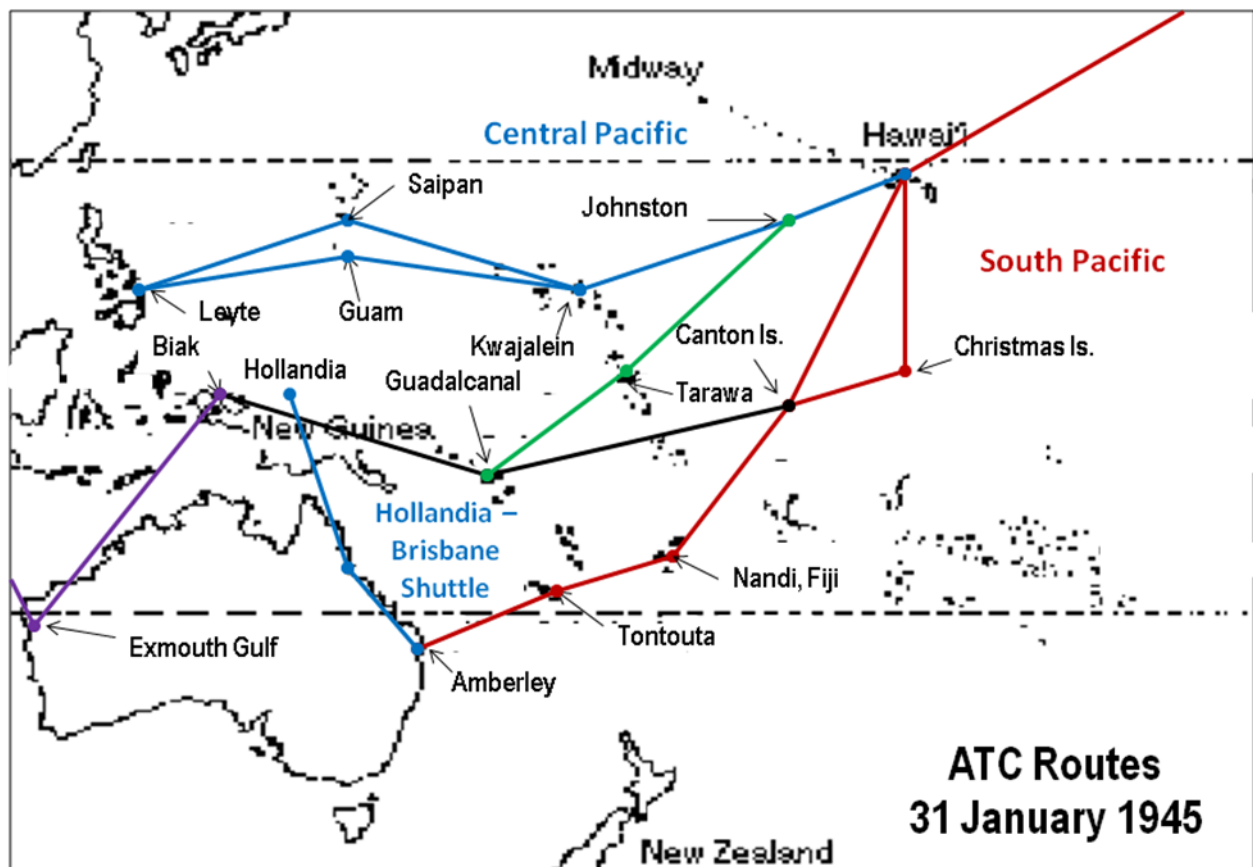 Midway
Central Pacific
Hawai'i
Saipan
Johnston
South Pacific
Leyte
Guam
Kwajalein
Canton Is.
Christmas Is.
Biak
Hollandia
Guadalcanal
Tarawa
New Guinea
Hollandia –
Brisbane
Shuttle
Nandi, Fiji
Tontouta
Exmouth Gulf
Amberley
ATC Routes
31 January 1945
New Zealand